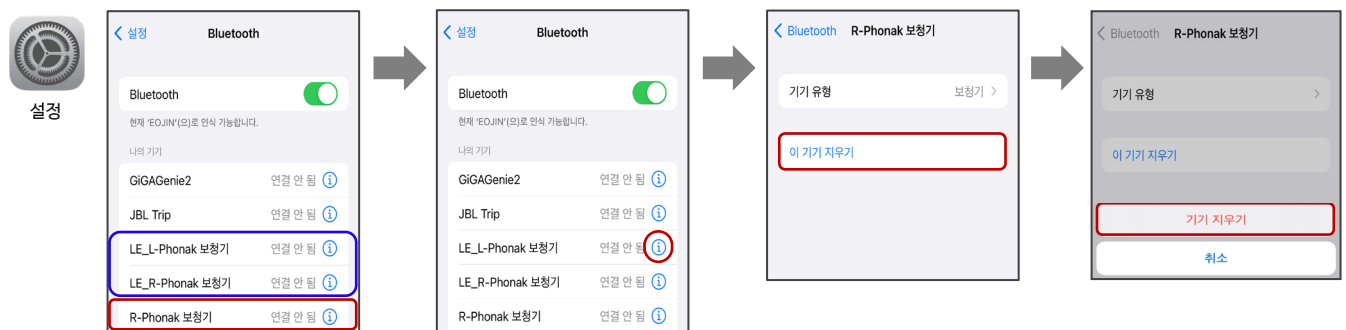 설정
설정 Bluetooth
Bluetooth
현재 'EOJIN'(으)로 인식 가능합니다.
나의 기기
GiGAGenie2 연결 안 됨
JBL Trip 연결 안 됨
LE_L-Phonak 보청기 연결 안 됨
LE_R-Phonak 보청기 연결 안 됨
R-Phonak 보청기 연결 안 됨
설정 Bluetooth
Bluetooth
현재 'EOJIN'(으)로 인식 가능합니다.
나의 기기
GiGAGenie2 연결 안 됨
JBL Trip 연결 안 됨
LE_L-Phonak 보청기 연결 안 됨
LE_R-Phonak 보청기 연결 안 됨
R-Phonak 보청기 연결 안 됨
Bluetooth R-Phonak 보청기
기기 유형 보청기
이 기기 지우기
Bluetooth R-Phonak 보청기
기기 유형
이 기기 지우기
기기 지우기
취소